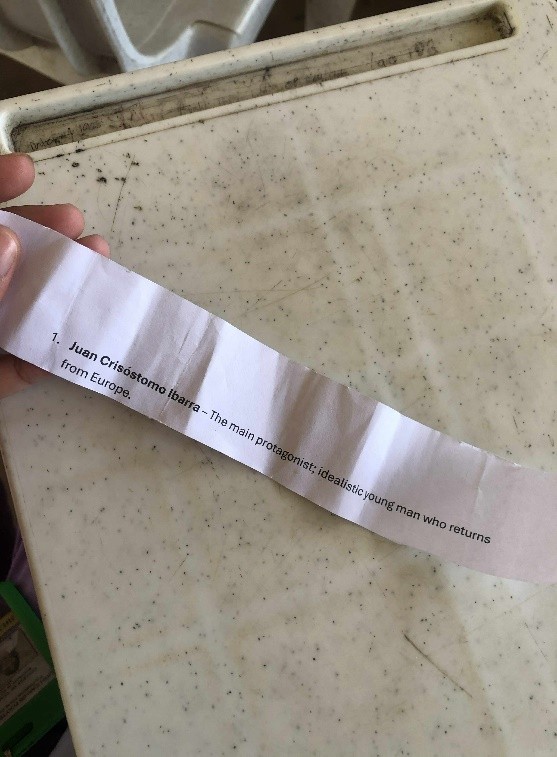 1. Juan Crisóstomo Ibarra – The main protagonist; idealistic young man who returns
from Europe.